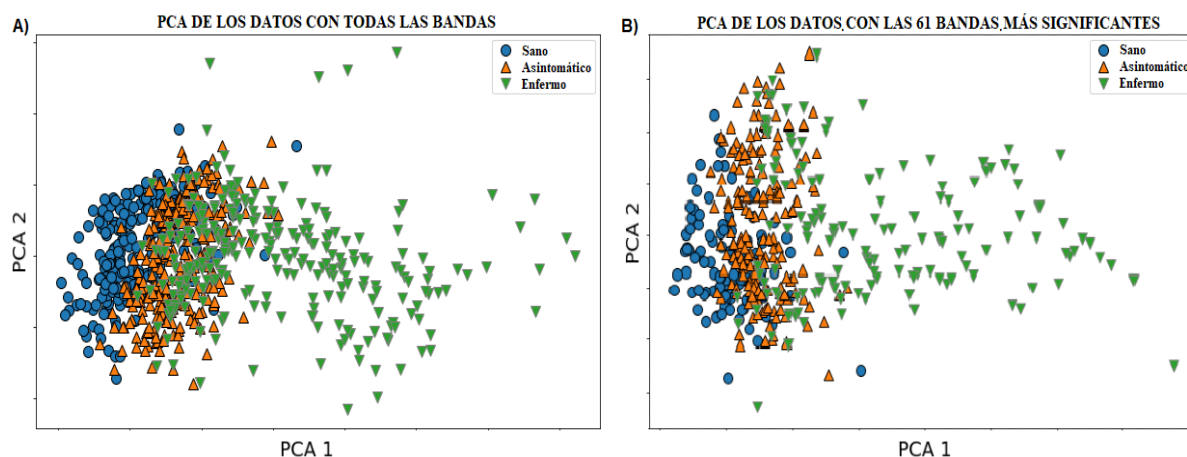 A)
PCA DE LOS DATOS CON TODAS LAS BANDAS
Sano
Asintomático
Enfermo
PCA 2
PCA 1
B)
PCA DE LOS DATOS CON LAS 61 BANDAS MÁS SIGNIFICANTES
Sano
Asintomático
Enfermo
PCA 2
PCA 1